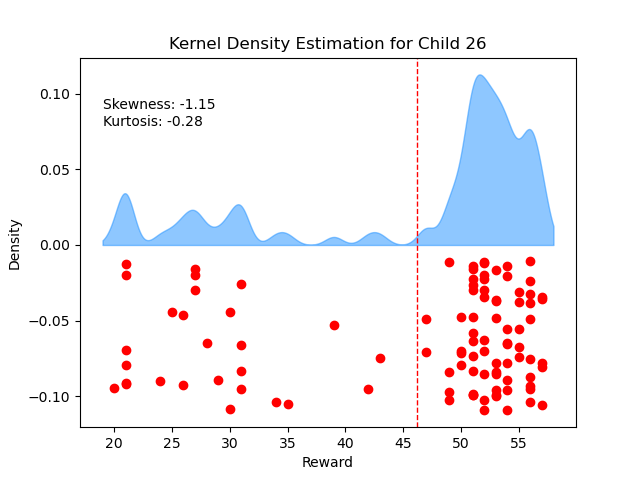 Kernel Density Estimation for Child 26
Skewness: -1.15
Kurtosis: -0.28
Density
0.10
0.05
0.00
−0.05
−0.10
20 25 30 35 40 45 50 55
Reward